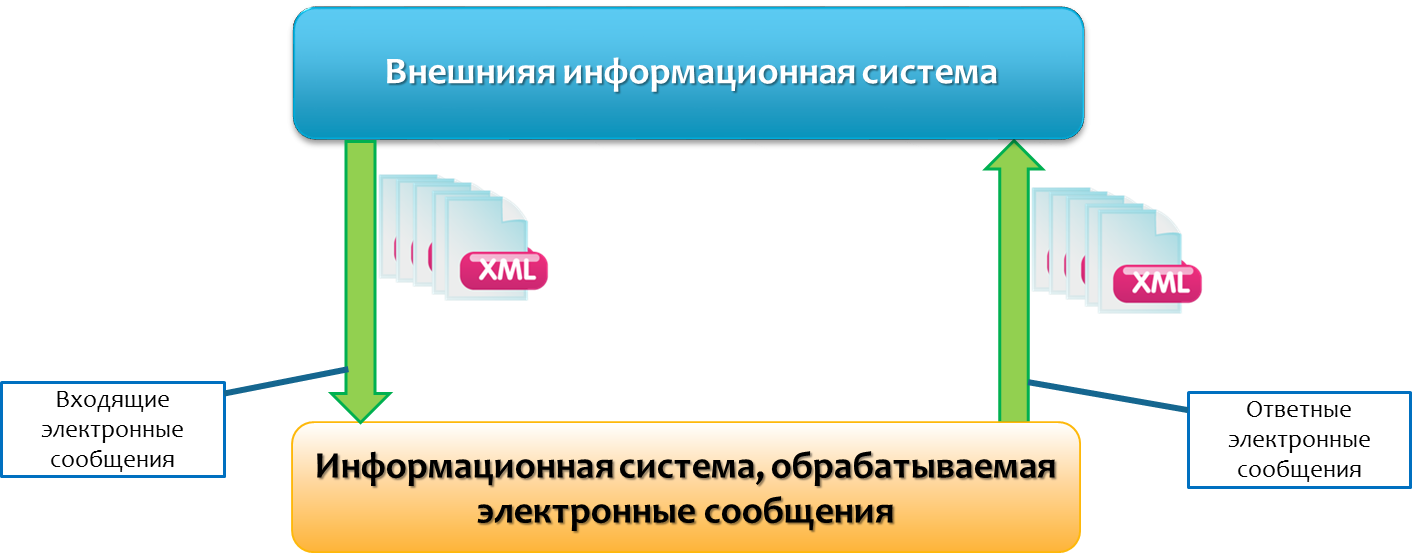 Внешнияя информационная система
XML
XML
Входящие
электронные
сообщения
Ответные
электронные
сообщения
Информационная система, обрабатываемая
электронные сообщения